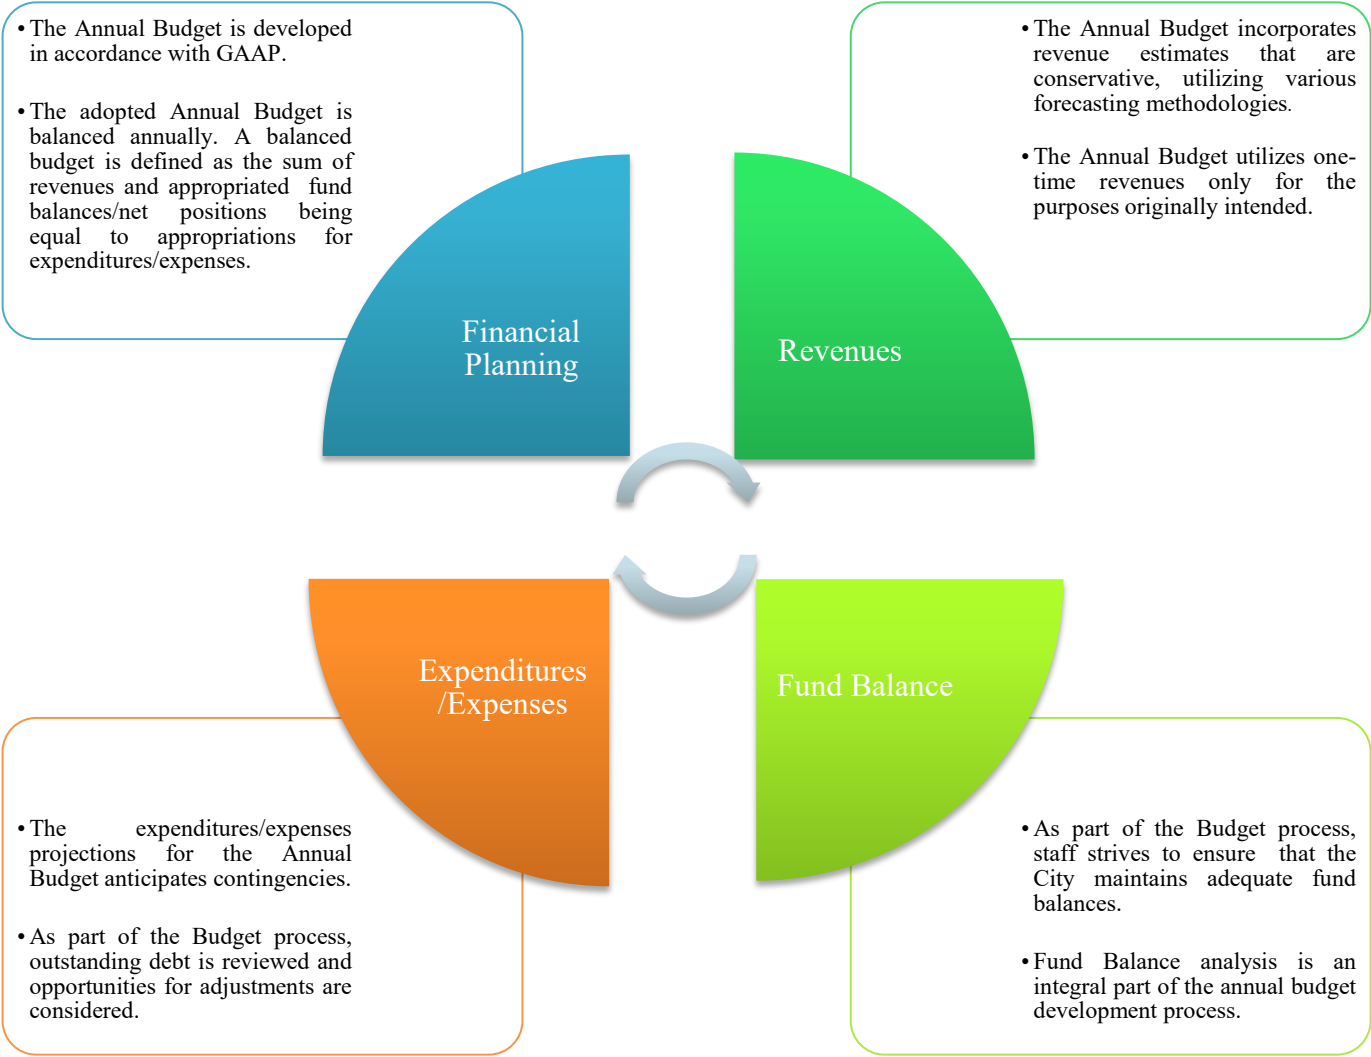 • The Annual Budget is developed
in accordance with GAAP.
• The adopted Annual Budget is
balanced annually. A balanced
budget is defined as the sum of
revenues and appropriated fund
balances/net positions being
equal to appropriations for
expenditures/expenses.
• The Annual Budget incorporates
revenue estimates that are
conservative, utilizing various
forecasting methodologies.
• The Annual Budget utilizes one-
time revenues only for the
purposes originally intended.
Financial
Planning
Revenues
Expenditures
/Expenses
Fund Balance
• The expenditures/expenses
projections for the Annual
Budget anticipates contingencies.
• As part of the Budget process,
outstanding debt is reviewed and
opportunities for adjustments are
considered.
• As part of the Budget process,
staff strives to ensure that the
City maintains adequate fund
balances.
• Fund Balance analysis is an
integral part of the annual budget
development process.